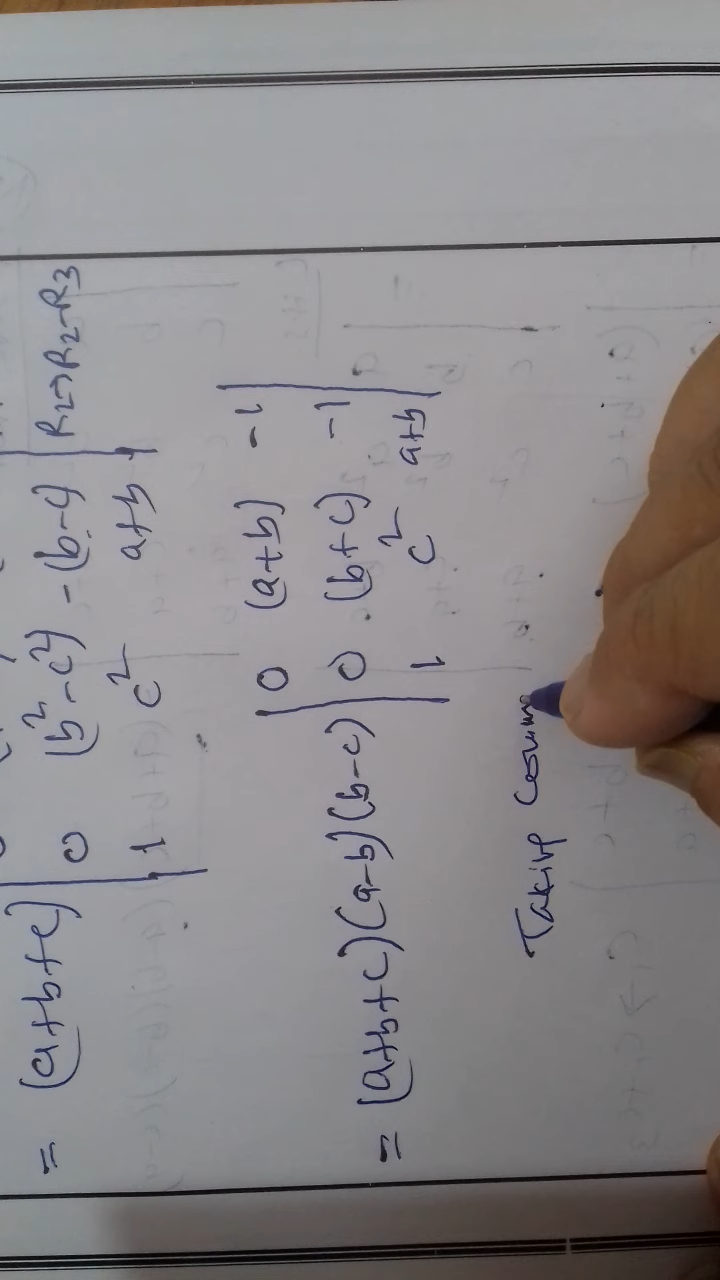 = (a+b+c) | 0 (b²-c²) -(b-c) | R₂→R₂-R₃
1 c² a+b
= (a+b+c)(a-b)(b-c) | 0 (a+b) -1
0 (b+c) -1
1 c² a+b |
Taking